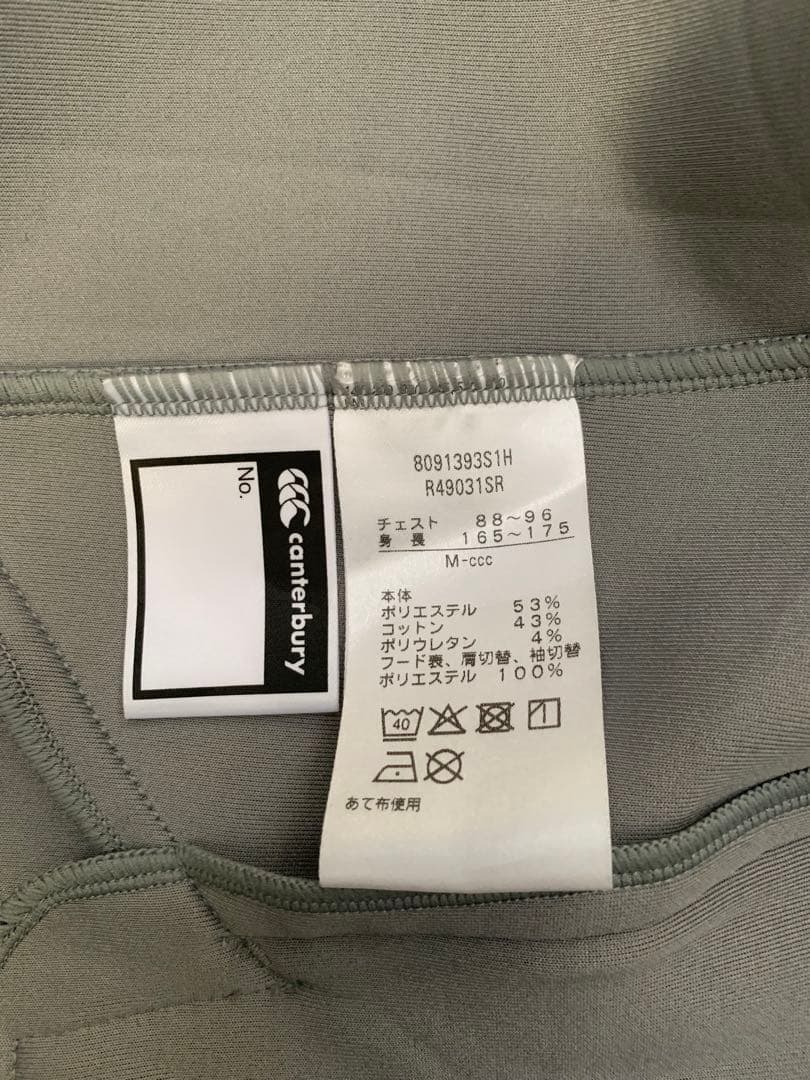 No.
canterbury
8091393S1H
R49031SR
チェスト 88～96
身 長 165～175
M-ccc
本体
ポリエステル 53%
コットン 43%
ポリウレタン 4%
フード裏、肩切替、袖切替
ポリエステル 100%
40
あて布使用